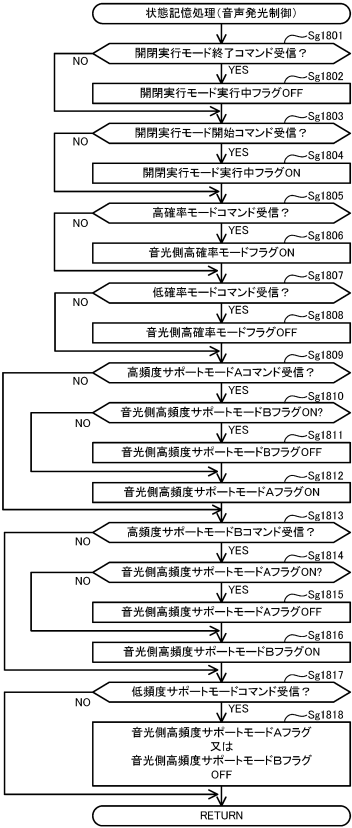 状態記憶処理(音声発光制御)
Sg1801
開閉実行モード終了コマンド受信?
NO
YES
Sg1802
開閉実行モード実行中フラグOFF
Sg1803
開閉実行モード開始コマンド受信?
NO
YES
Sg1804
開閉実行モード実行中フラグON
Sg1805
高確率モードコマンド受信?
NO
YES
Sg1806
音光側高確率モードフラグON
Sg1807
低確率モードコマンド受信?
NO
YES
Sg1808
音光側高確率モードフラグOFF
Sg1809
高頻度サポートモードAコマンド受信?
NO
YES
Sg1810
音光側高頻度サポートモードBフラグON?
NO
YES
Sg1811
音光側高頻度サポートモードBフラグOFF
Sg1812
音光側高頻度サポートモードAフラグON
Sg1813
高頻度サポートモードBコマンド受信?
NO
YES
Sg1814
音光側高頻度サポートモードAフラグON?
NO
YES
Sg1815
音光側高頻度サポートモードAフラグOFF
Sg1816
音光側高頻度サポートモードBフラグON
Sg1817
低頻度サポートモードコマンド受信?
NO
YES
Sg1818
音光側高頻度サポートモードAフラグ
又は
音光側高頻度サポートモードBフラグ
OFF
RETURN